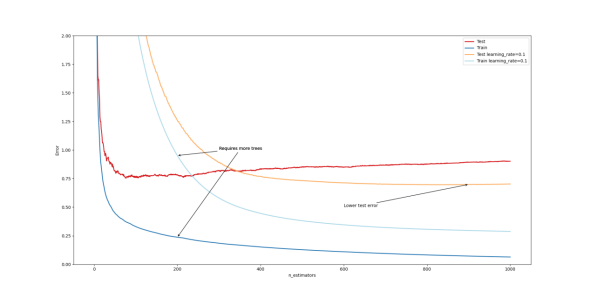 2.00
1.75
1.50
1.25
1.00
0.75
0.50
0.25
0.00
Error
Test
Train
Test learning_rate=0.1
Train learning_rate=0.1
Requires more trees
Lower test error
0
200
400
600
800
1000
n_estimators